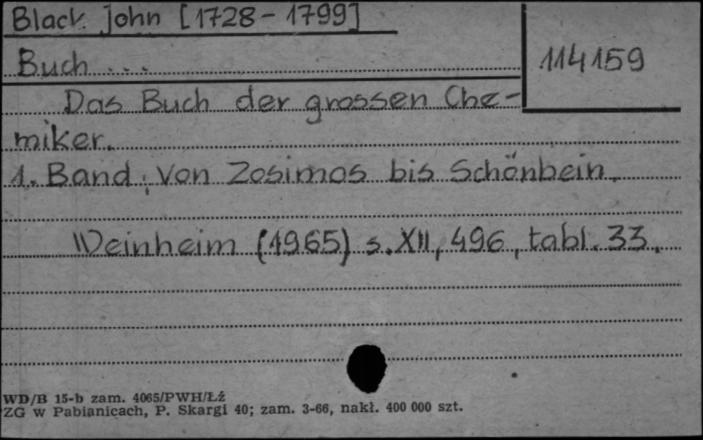 Black John [1728-1799]
Buch ...
114159
Das Buch der grossen Che-
miker.
1. Band: Von Zosimos bis Schönbein.
Weinheim (1965) s. XII, 496, tabl. 33.
WD/B 15-b zam. 4065/PWH/Łź
ZG w Pabianicach, P. Skargi 40; zam. 3-66, nakł. 400 000 szt.